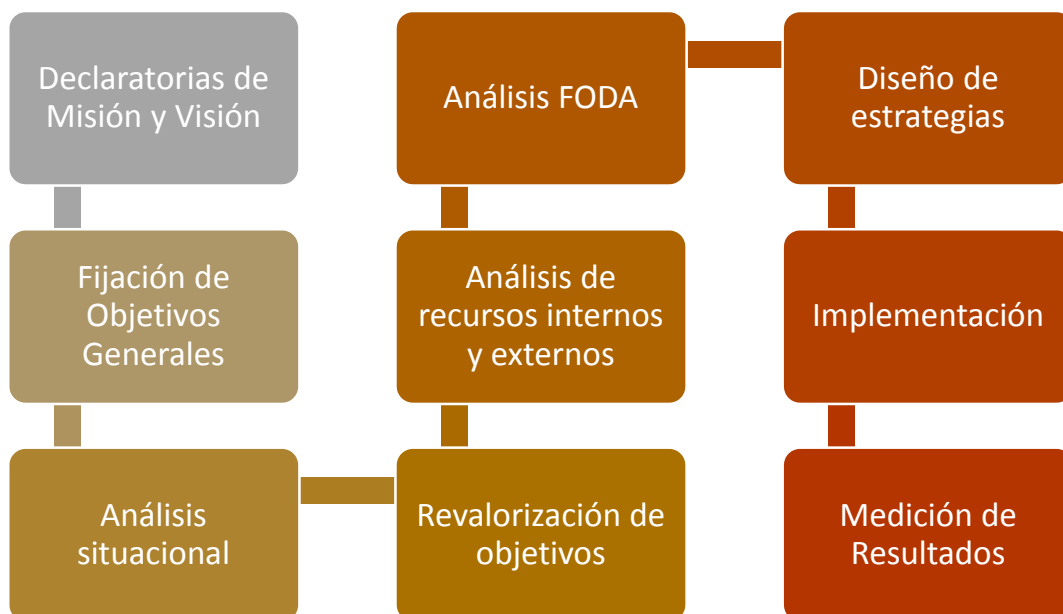 Declaratorias de
Misión y Visión
Fijación de
Objetivos
Generales
Análisis
situacional
Revalorización de
objetivos
Análisis de
recursos internos
y externos
Análisis FODA
Diseño de
estrategias
Implementación
Medición de
Resultados